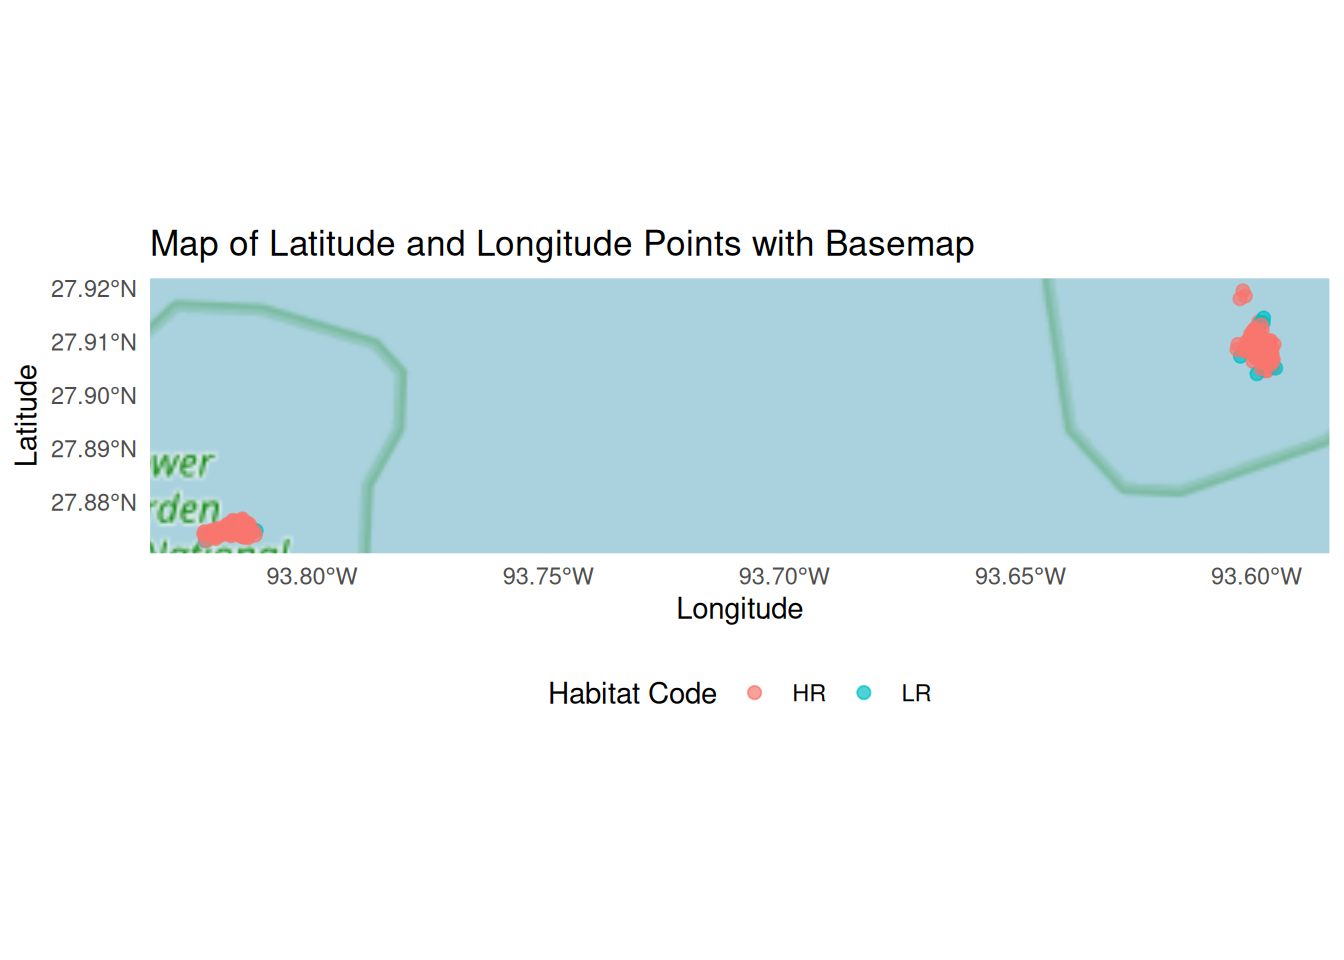 Map of Latitude and Longitude Points with Basemap
27.92°N
27.91°N
27.90°N
27.89°N
27.88°N
Latitude
wer
rden
National
93.80°W
93.75°W
93.70°W
93.65°W
93.60°W
Longitude
Habitat Code
HR
LR